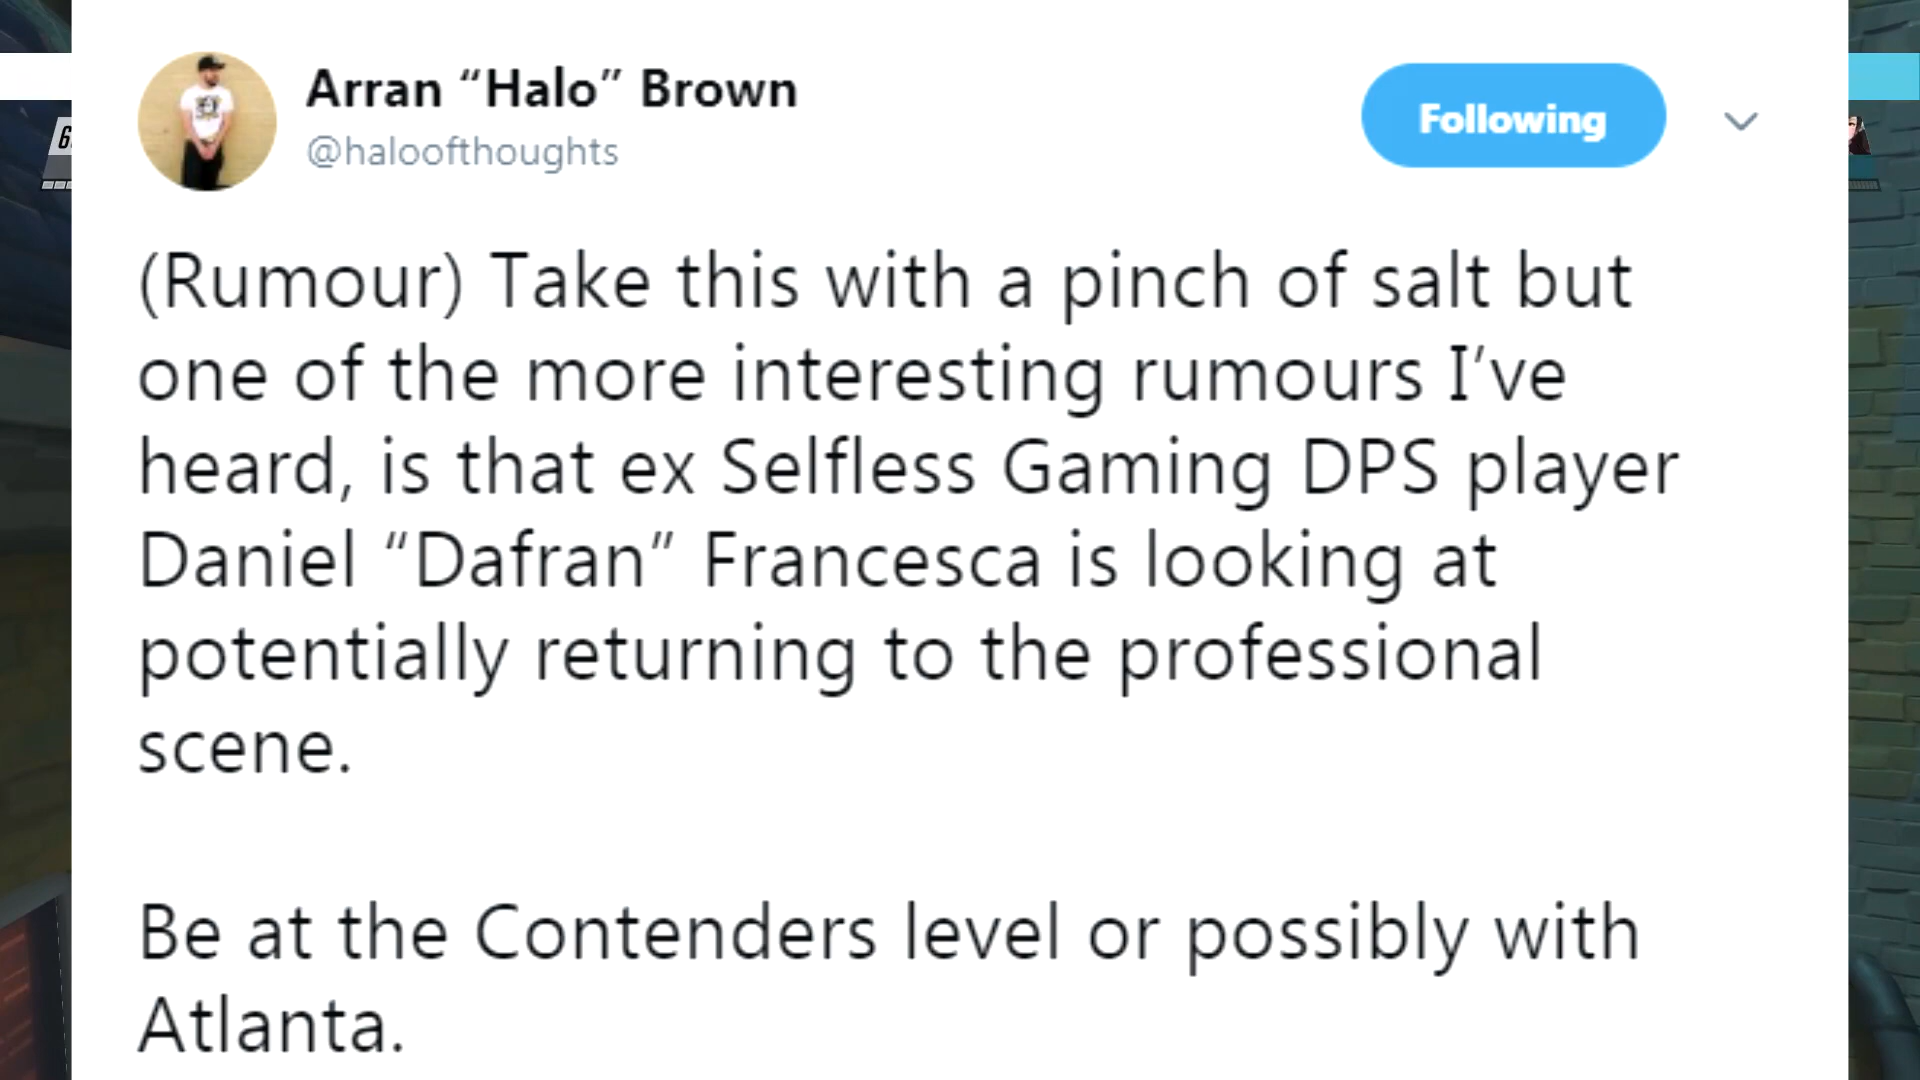 Arran “Halo” Brown
@haloofthoughts
Following
6
(Rumour) Take this with a pinch of salt but
one of the more interesting rumours I’ve
heard, is that ex Selfless Gaming DPS player
Daniel “Dafran” Francesca is looking at
potentially returning to the professional
scene.
Be at the Contenders level or possibly with
Atlanta.